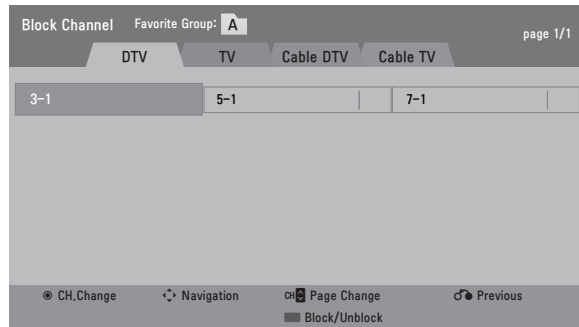 Block Channel Favorite Group: A page 1/1
DTV TV Cable DTV Cable TV
3-1 5-1 7-1
CH.Change Navigation CH Page Change Previous
Block/Unblock